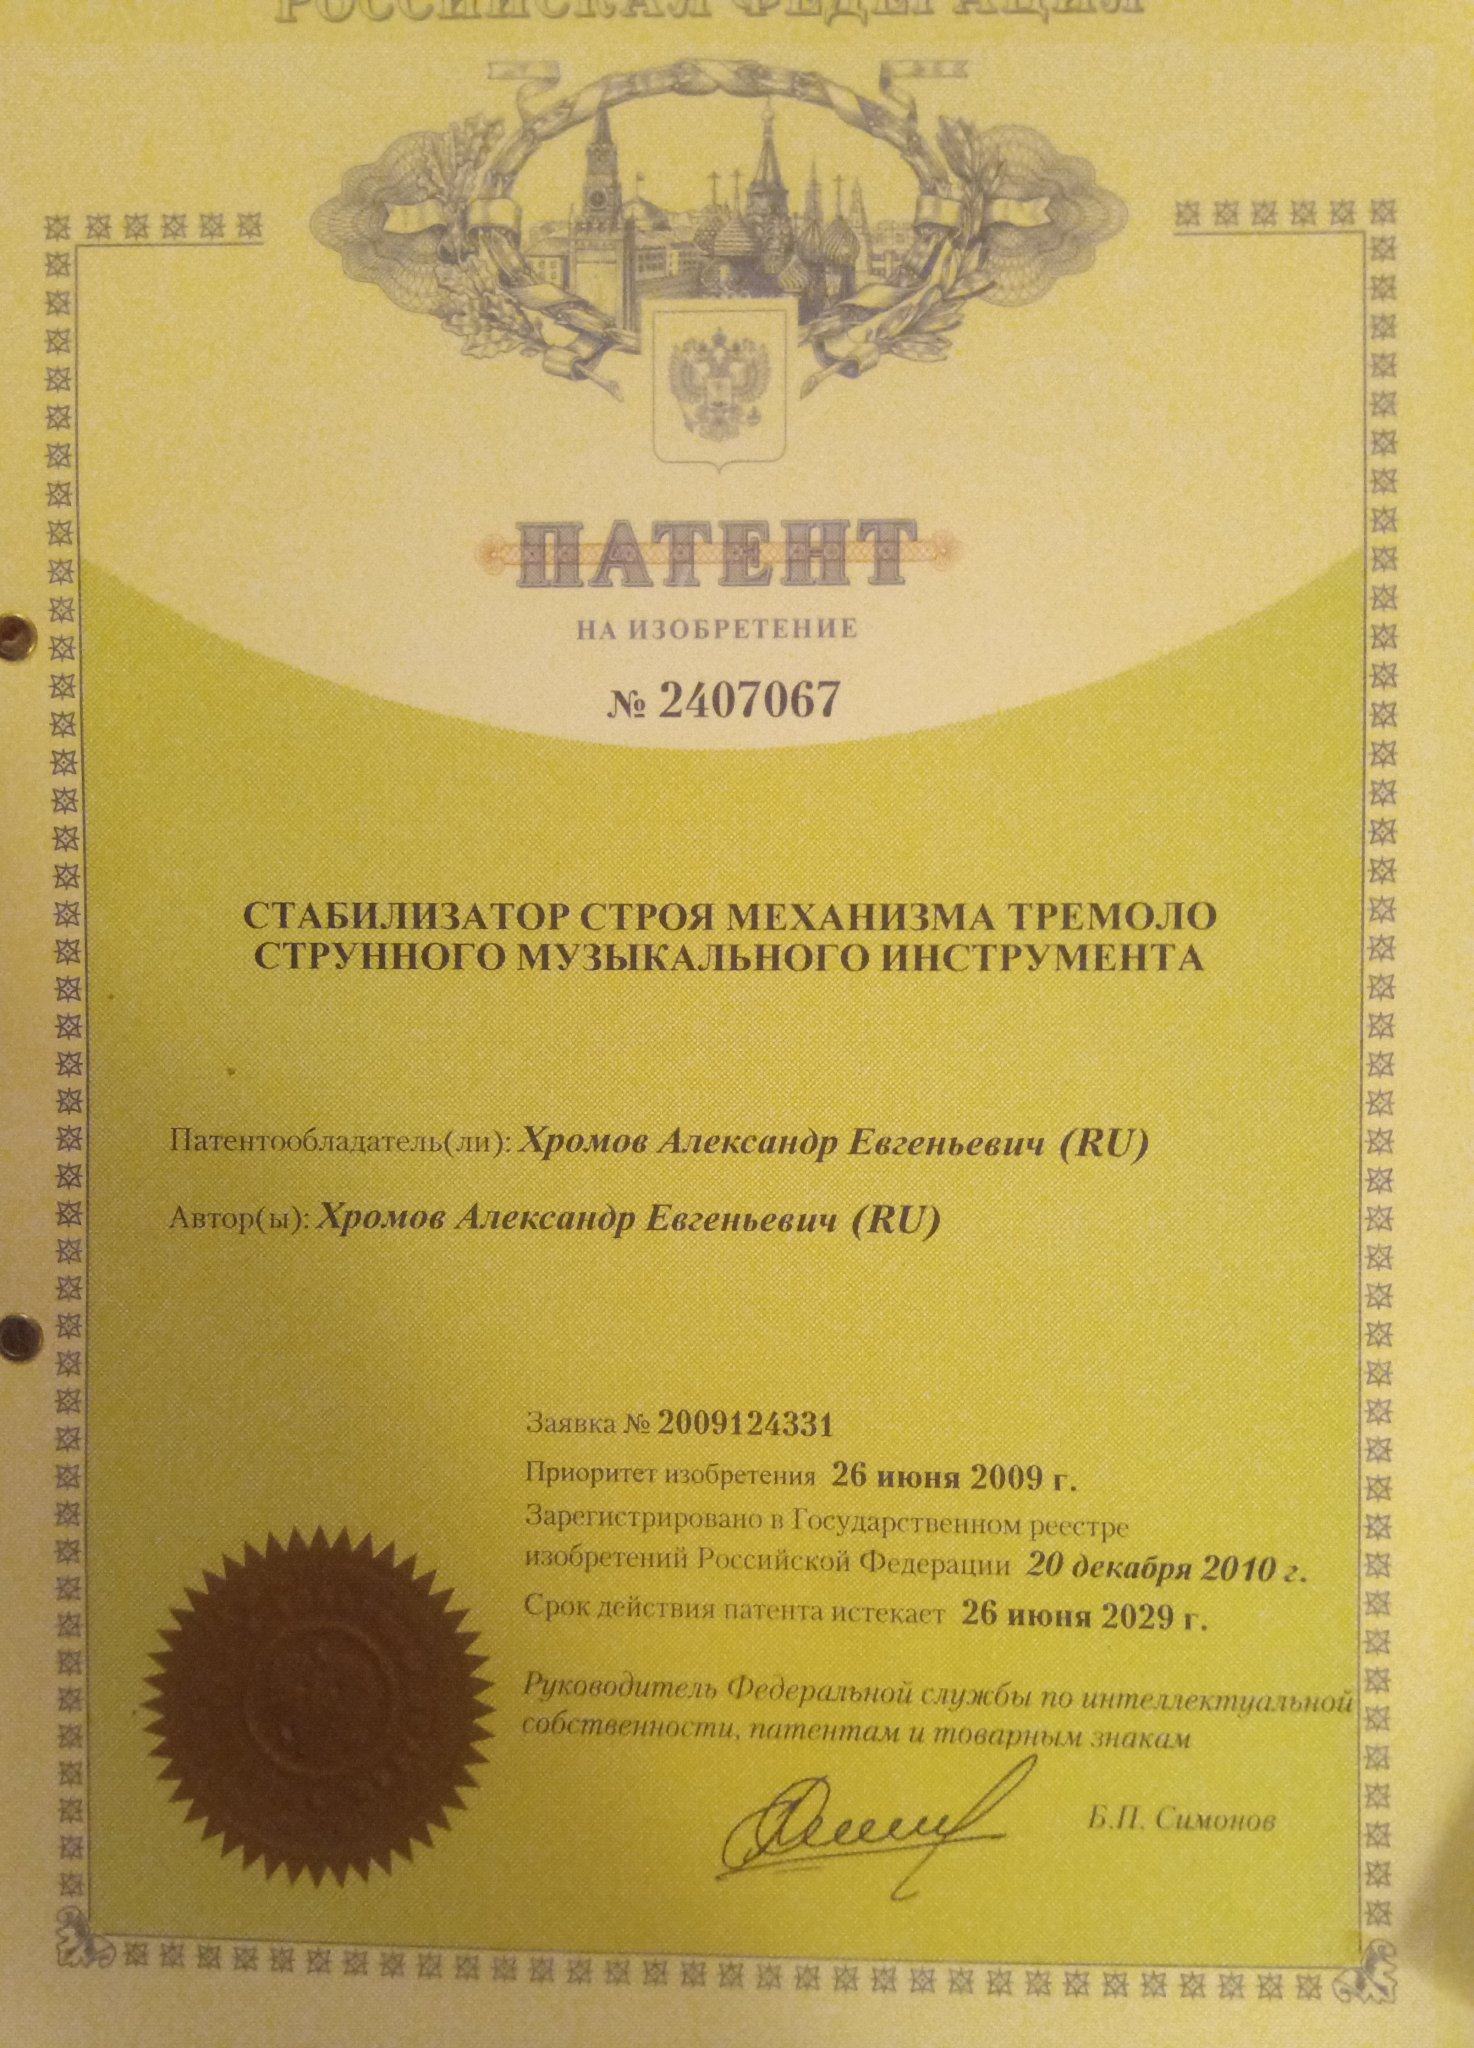 РОССИЙСКАЯ ФЕДЕРАЦИЯ
ПАТЕНТ
НА ИЗОБРЕТЕНИЕ
№ 2407067
СТАБИЛИЗАТОР СТРОЯ МЕХАНИЗМА ТРЕМОЛО
СТРУННОГО МУЗЫКАЛЬНОГО ИНСТРУМЕНТА
Патентообладатель(ли): Хромов Александр Евгеньевич (RU)
Автор(ы): Хромов Александр Евгеньевич (RU)
Заявка № 2009124331
Приоритет изобретения 26 июня 2009 г.
Зарегистрировано в Государственном реестре
изобретений Российской Федерации 20 декабря 2010 г.
Срок действия патента истекает 26 июня 2029 г.
Руководитель Федеральной службы по интеллектуальной
собственности, патентам и товарным знакам
Б.П. Симонов